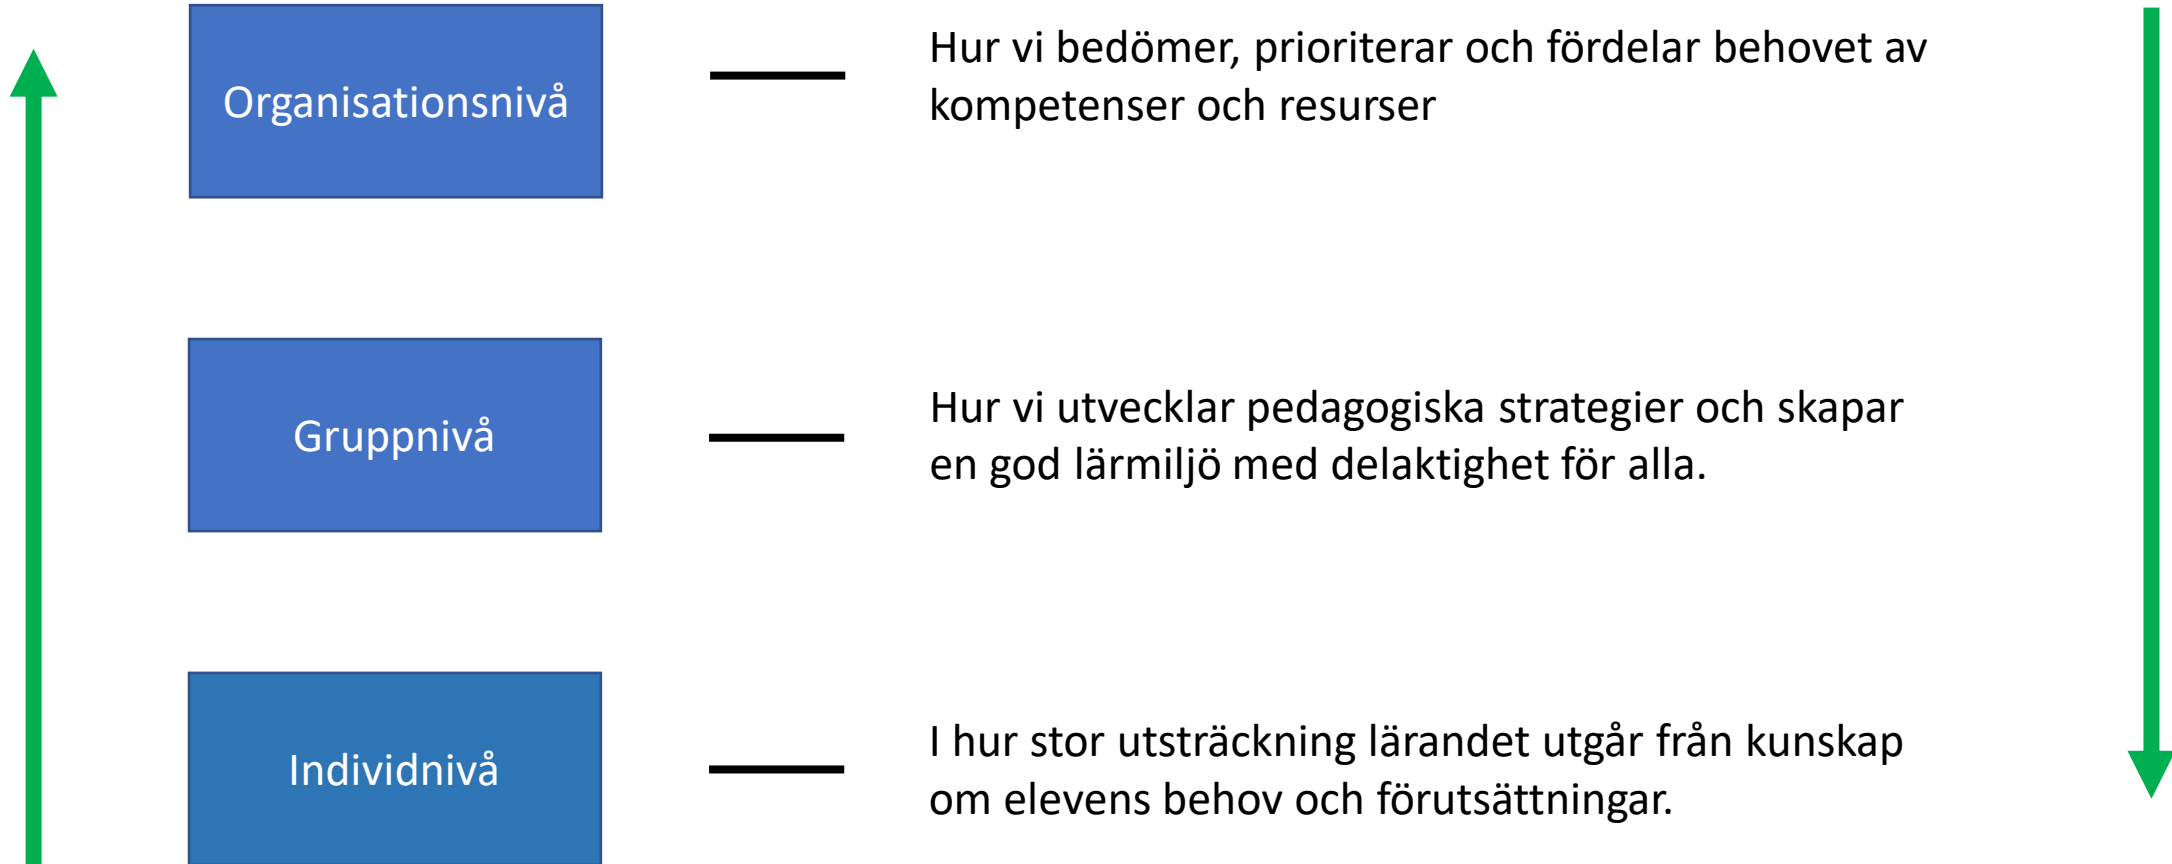 Organisationsnivå
Hur vi bedömer, prioriterar och fördelar behovet av
kompetenser och resurser
Gruppnivå
Hur vi utvecklar pedagogiska strategier och skapar
en god lärmiljö med delaktighet för alla.
Individnivå
I hur stor utsträckning lärandet utgår från kunskap
om elevens behov och förutsättningar.